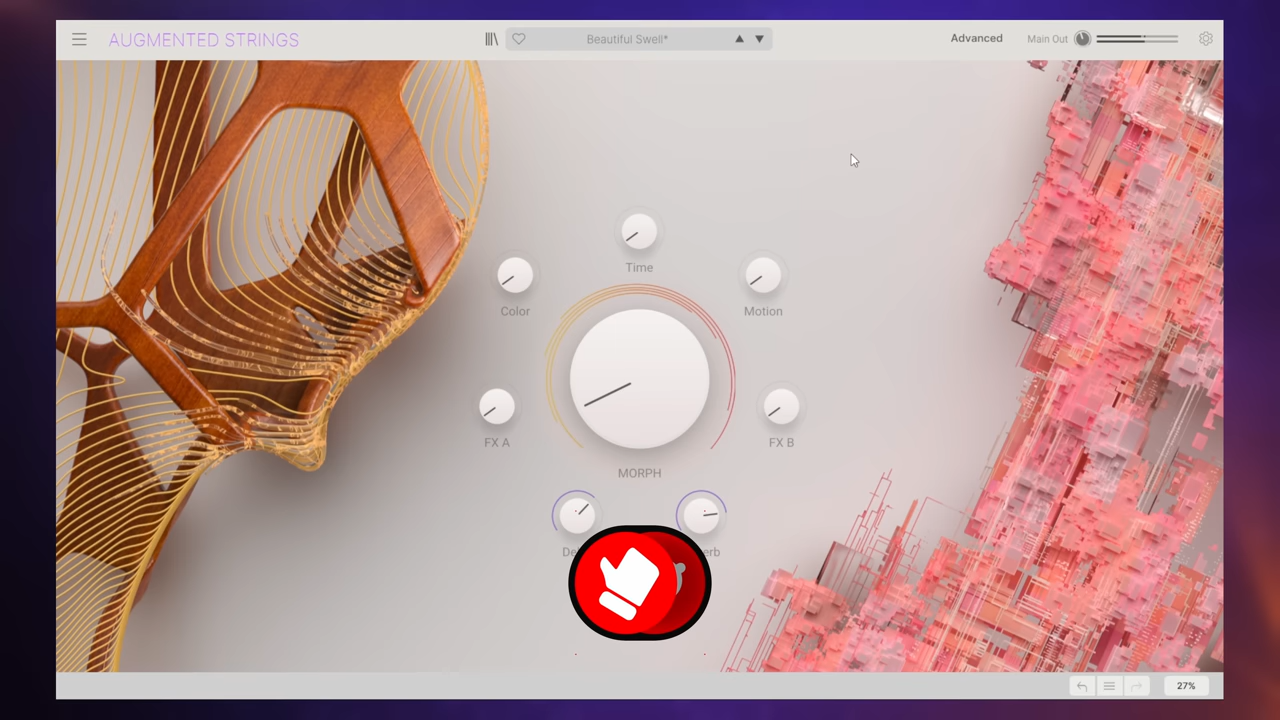 AUGMENTED STRINGS
Beautiful Swell*
Advanced
Main Out
Time
Color
Motion
FX A
FX B
MORPH
27%